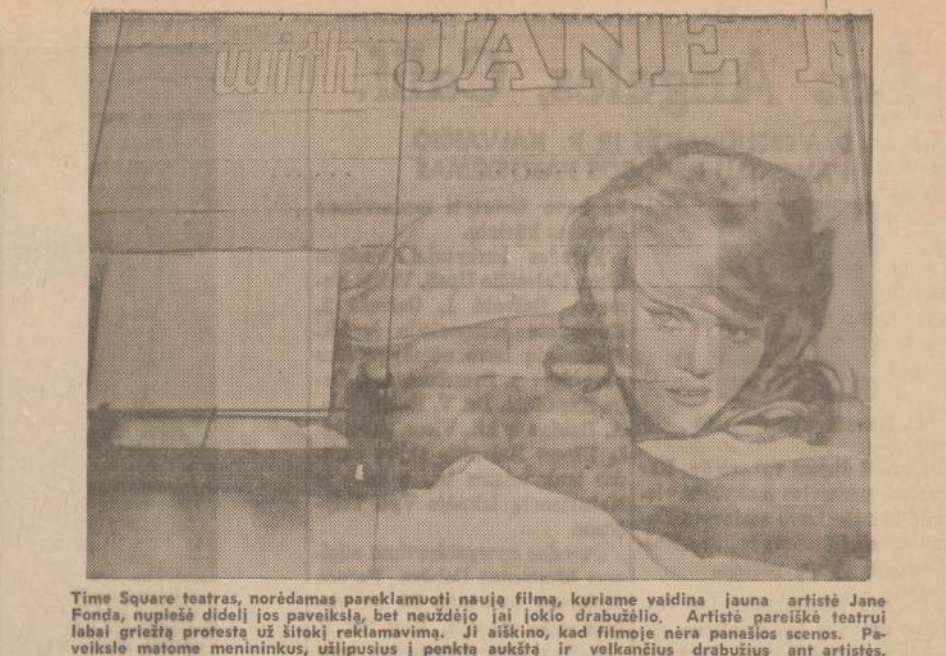 with JANE
Time Square teatras, norėdamas pareklamuoti naują filmą, kuriame vaidina jauna artistė Jane
Fonda, nupiešė didelį jos paveikslą, bet neuždėjo jai jokio drabužėlio. Artistė pareiškė teatrui
labai griežtą protestą už šitokį reklamavimą. Ji aiškino, kad filmoje nėra panašios scenos. Pa-
veiksle matome menininkus, užlipusius į penktą aukštą ir velkančius drabužius ant artistės.